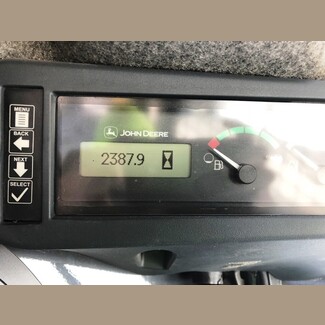 MENU
BACK
NEXT
SELECT
JOHN DEERE
2387.9